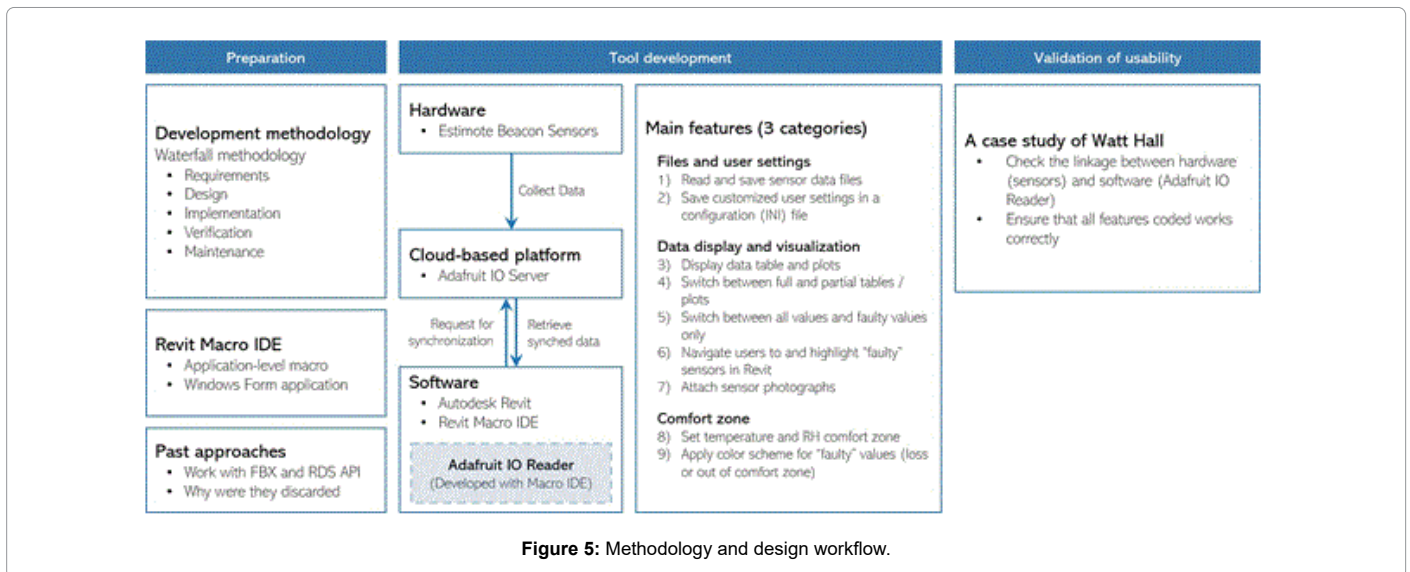 Preparation
Tool development
Validation of usability
Development methodology
Waterfall methodology
• Requirements
• Design
• Implementation
• Verification
• Maintenance
Revit Macro IDE
• Application-level macro
• Windows Form application
Past approaches
• Work with FBX and RDS API
• Why were they discarded
Hardware
• Estimote Beacon Sensors
Collect Data
Cloud-based platform
• Adafruit IO Server
Request for
synchronization
Retrieve
synched data
Software
• Autodesk Revit
• Revit Macro IDE
Adafruit IO Reader
(Developed with Macro IDE)
Main features (3 categories)
Files and user settings
1) Read and save sensor data files
2) Save customized user settings in a
configuration (INI) file
Data display and visualization
3) Display data table and plots
4) Switch between full and partial tables /
plots
5) Switch between all values and faulty values
only
6) Navigate users to and highlight "faulty"
sensors in Revit
7) Attach sensor photographs
Comfort zone
8) Set temperature and RH comfort zone
9) Apply color scheme for "faulty" values (loss
or out of comfort zone)
A case study of Watt Hall
• Check the linkage between hardware
(sensors) and software (Adafruit IO
Reader)
• Ensure that all features coded works
correctly
Figure 5: Methodology and design workflow.